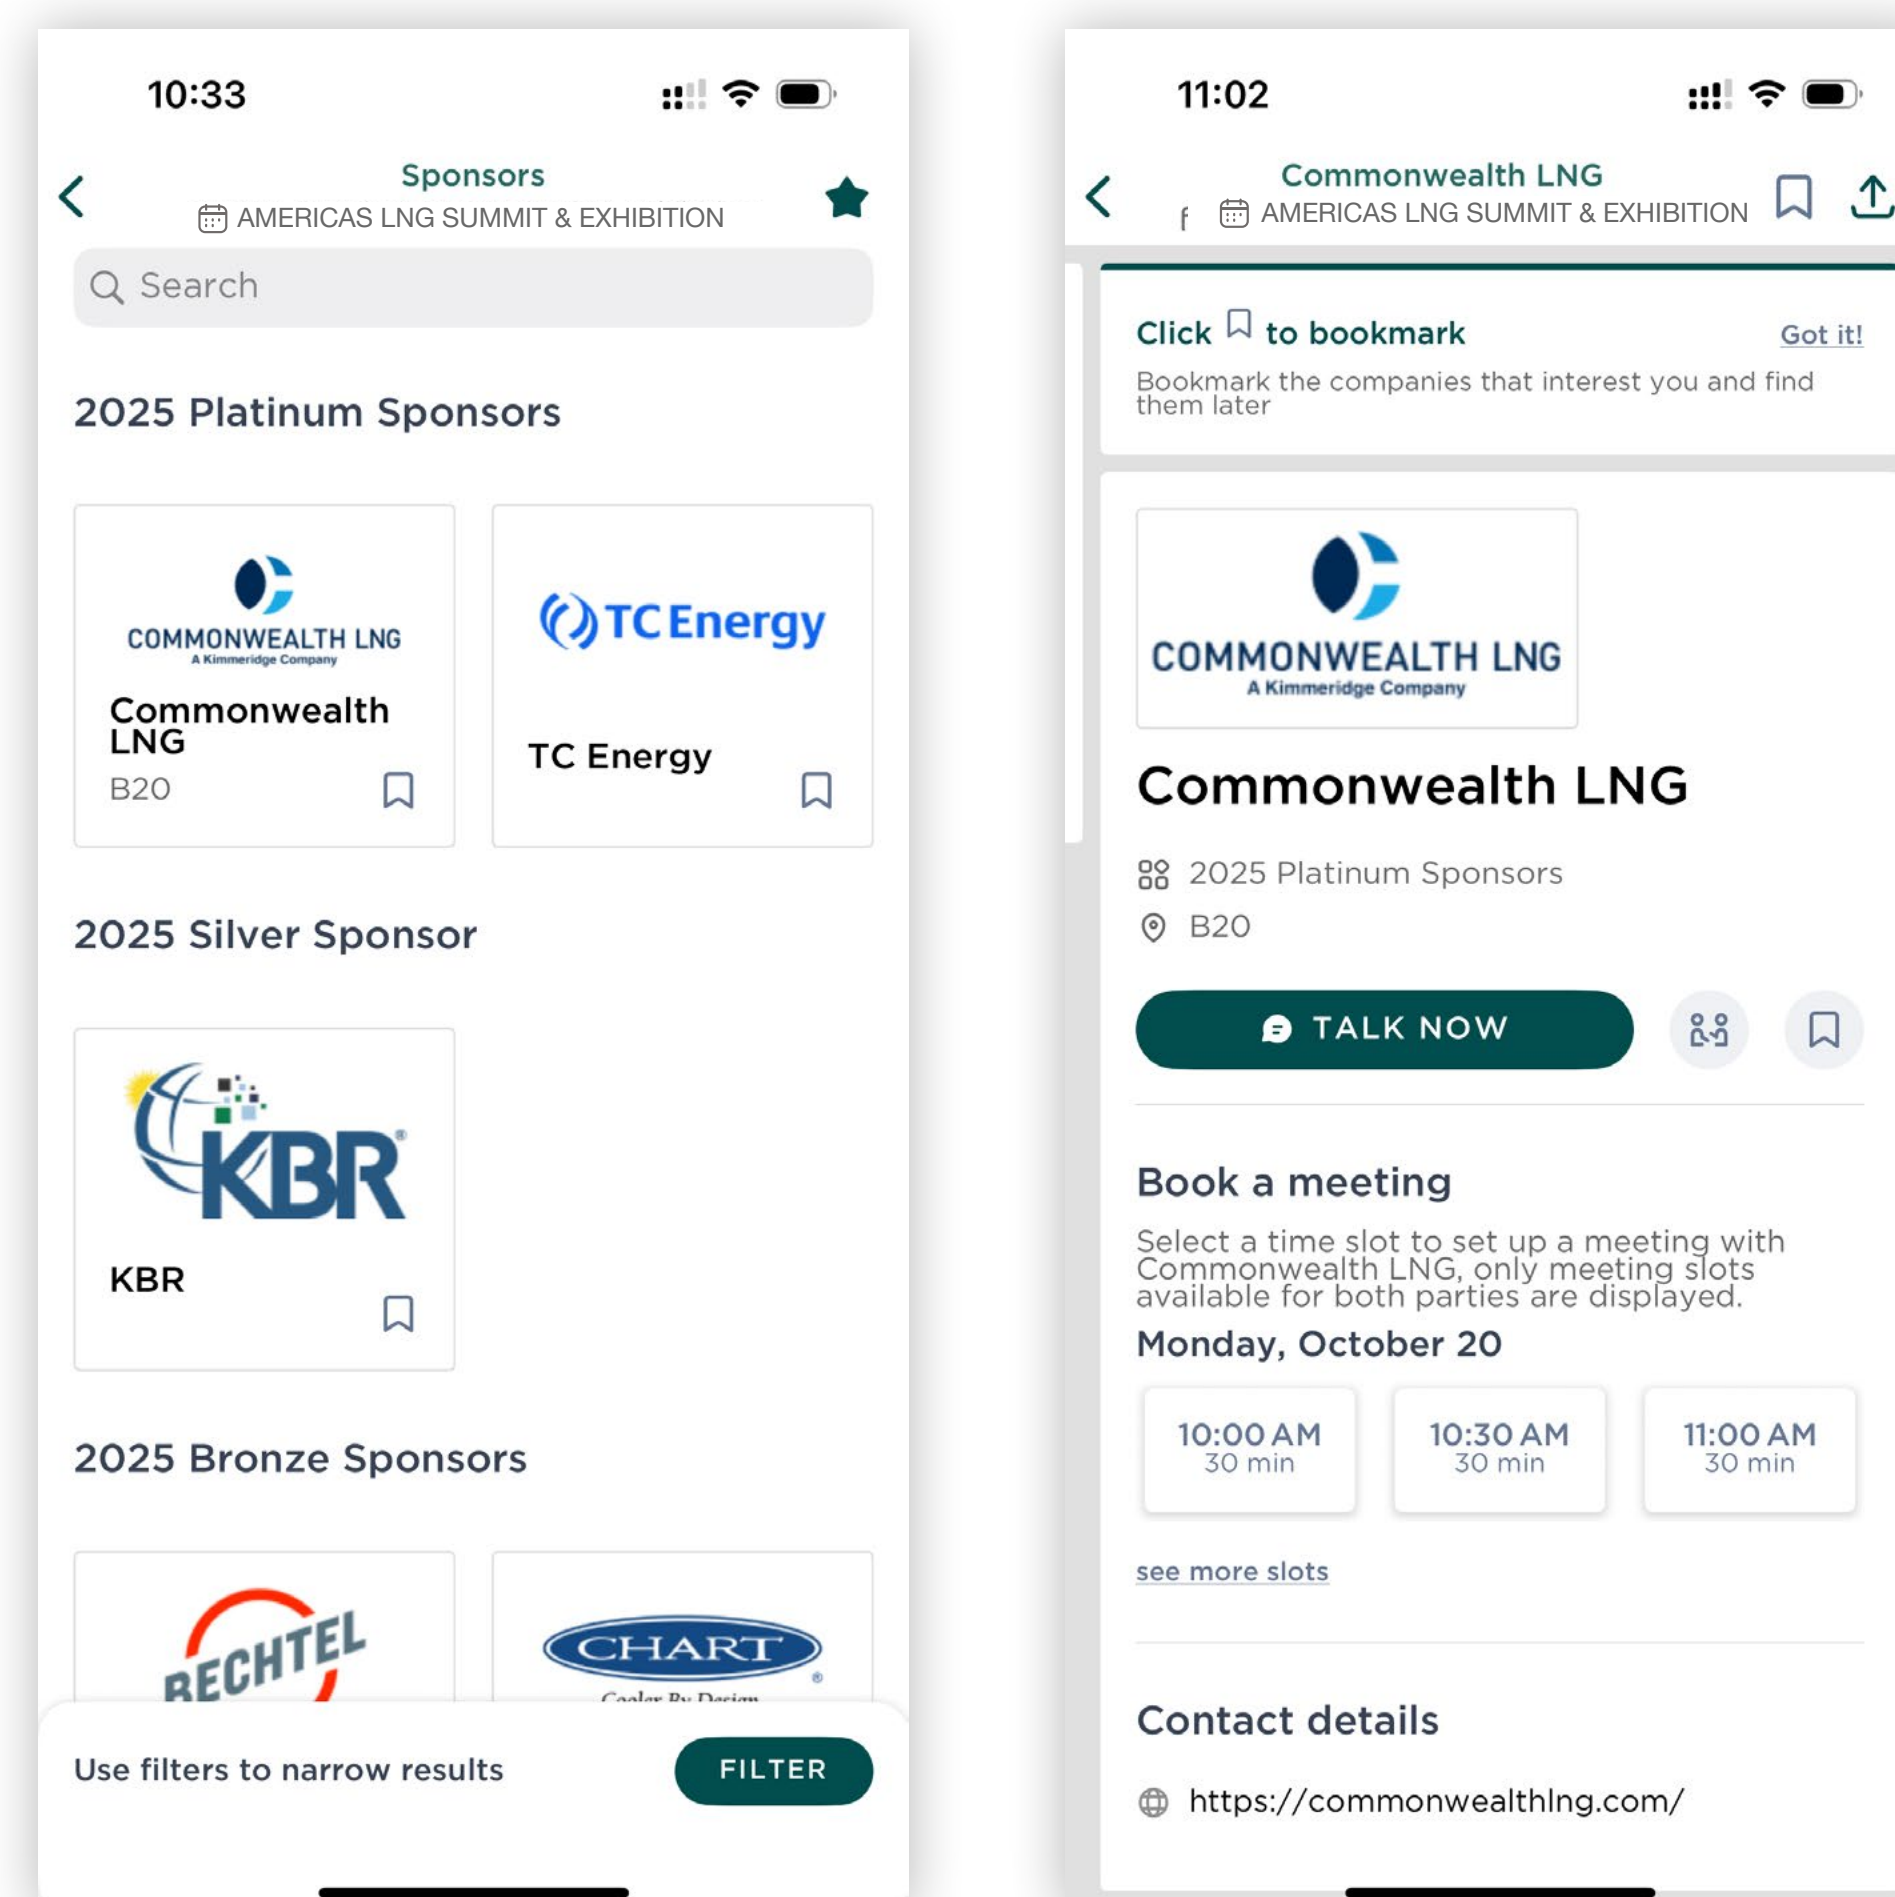 10:33
Sponsors
AMERICAS LNG SUMMIT & EXHIBITION
Search
2025 Platinum Sponsors
COMMONWEALTH LNG
A Kimmeridge Company
Commonwealth
LNG
B20
TC Energy
TC Energy
2025 Silver Sponsor
KBR®
KBR
2025 Bronze Sponsors
BECHTEL
CHART
®
Cooler By Design
Use filters to narrow results
FILTER
11:02
Commonwealth LNG
AMERICAS LNG SUMMIT & EXHIBITION
Click to bookmark
Got it!
Bookmark the companies that interest you and find
them later
COMMONWEALTH LNG
A Kimmeridge Company
Commonwealth LNG
2025 Platinum Sponsors
B20
TALK NOW
Book a meeting
Select a time slot to set up a meeting with
Commonwealth LNG, only meeting slots
available for both parties are displayed.
Monday, October 20
10:00 AM
30 min
10:30 AM
30 min
11:00 AM
30 min
see more slots
Contact details
https://commonwealthlng.com/